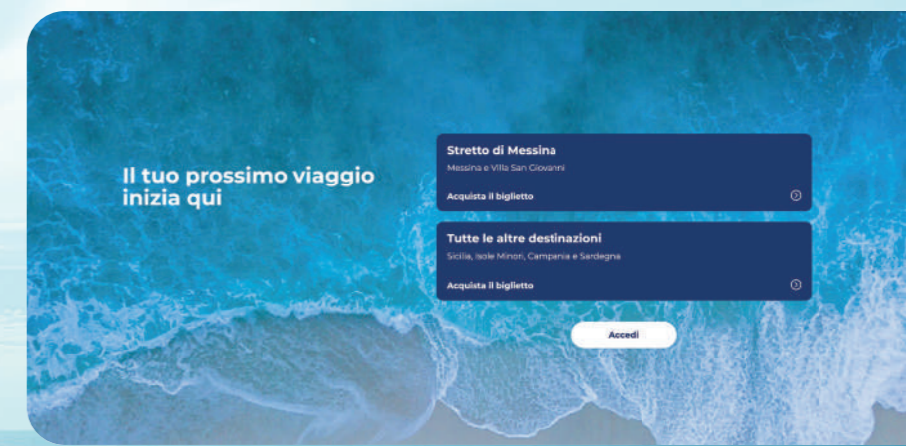 Il tuo prossimo viaggio
inizia qui
Stretto di Messina
Messina e Villa San Giovanni
Acquista il biglietto
Tutte le altre destinazioni
Sicilia, Isole Minori, Campania e Sardegna
Acquista il biglietto
Accedi